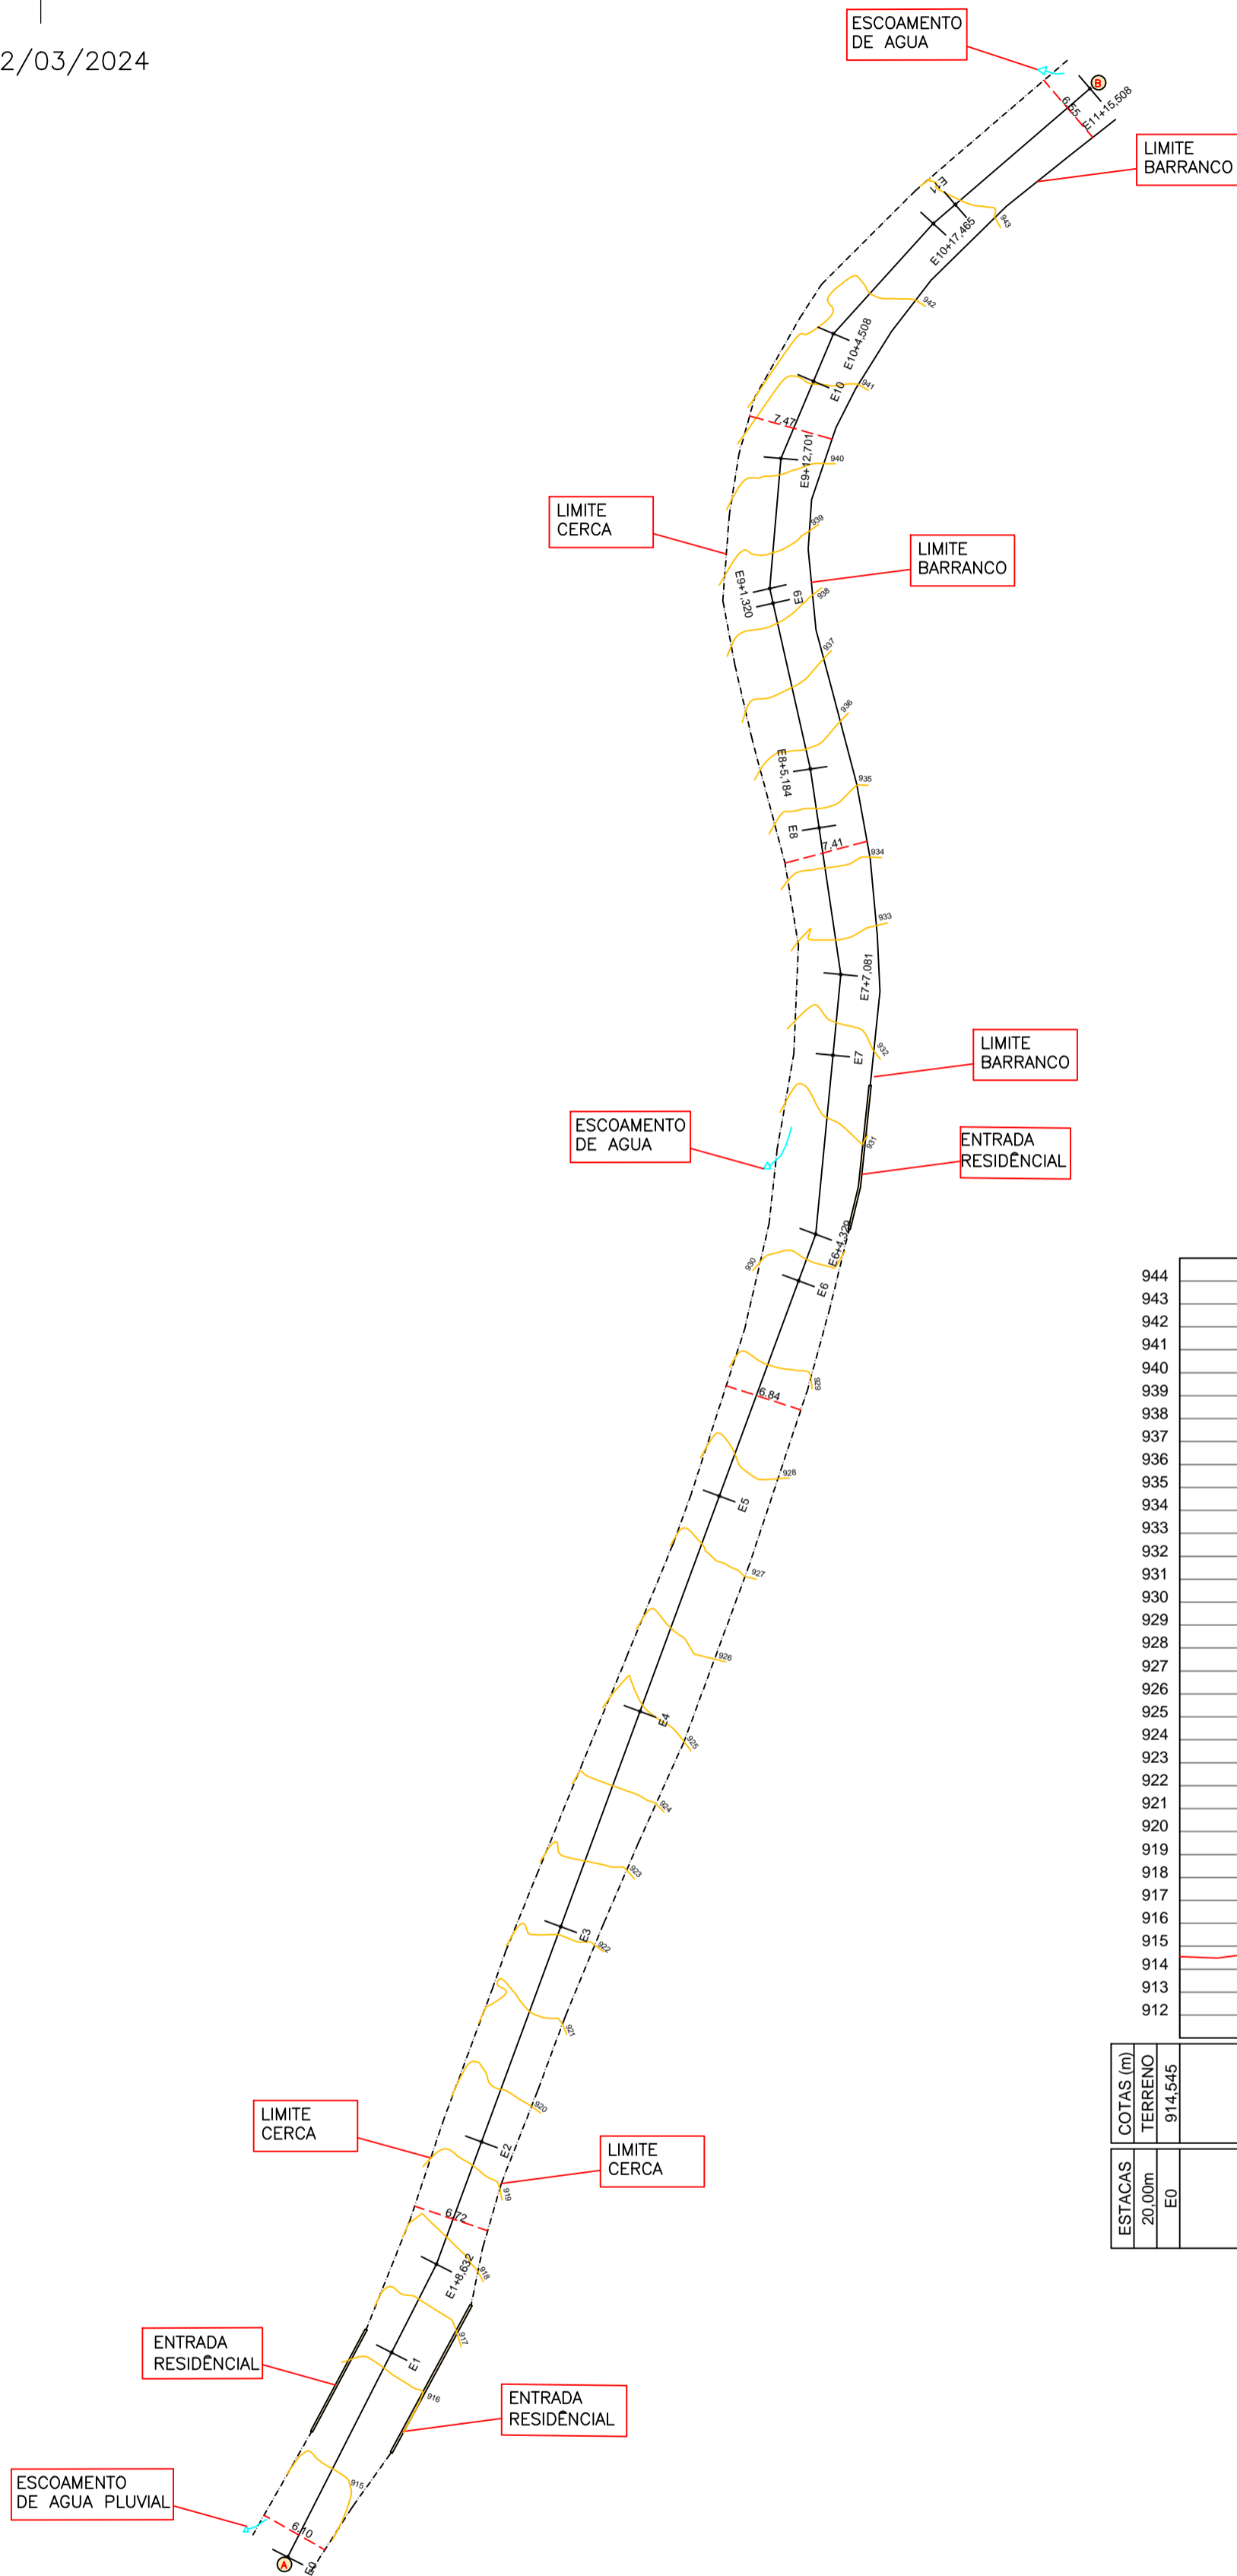 2/03/2024
ESCOAMENTO
DE AGUA
B
6,55
E11+15,508
LIMITE
BARRANCO
E11
943
E10+17,465
942
E10+4,508
941
E10
7.47
E9+12,701
940
LIMITE
CERCA
939
LIMITE
BARRANCO
E9+1,320
E9
938
937
936
E8+5,184
935
E8
7.41
934
933
E7+7,081
932
E7
LIMITE
BARRANCO
ESCOAMENTO
DE AGUA
931
ENTRADA
RESIDÊNCIAL
E6+4,329
930
E6
929
6.84
928
E5
927
926
E4
925
924
923
E3
922
921
920
E2
LIMITE
CERCA
LIMITE
CERCA
919
6.72
918
E1+8,632
917
ENTRADA
RESIDÊNCIAL
E1
916
ENTRADA
RESIDÊNCIAL
915
ESCOAMENTO
DE AGUA PLUVIAL
6.10
A
E0
944
943
942
941
940
939
938
937
936
935
934
933
932
931
930
929
928
927
926
925
924
923
922
921
920
919
918
917
916
915
914
913
912
COTAS (m)
TERRENO
914,545
ESTACAS
20,00m
E0